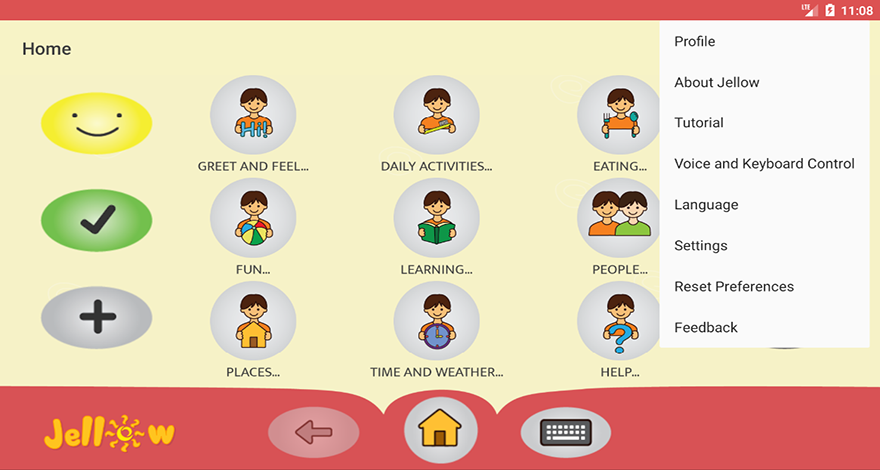 LTE 11:08
Home
Profile
About Jellow
Tutorial
Voice and Keyboard Control
Language
Settings
Reset Preferences
Feedback
Hi!
GREET AND FEEL... DAILY ACTIVITIES... EATING...
FUN... LEARNING... PEOPLE...
PLACES... TIME AND WEATHER... HELP...
?
Jellow